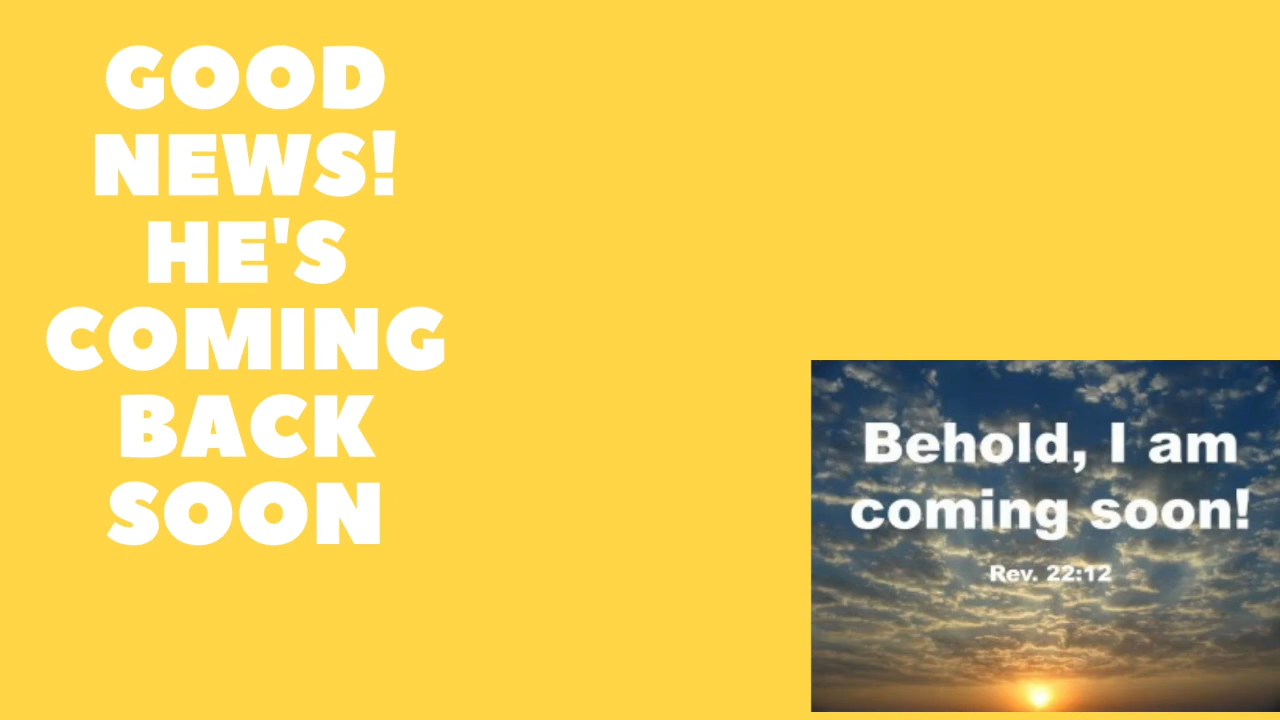 GOOD
NEWS!
HE'S
COMING
BACK
SOON
Behold, I am
coming soon!
Rev. 22:12